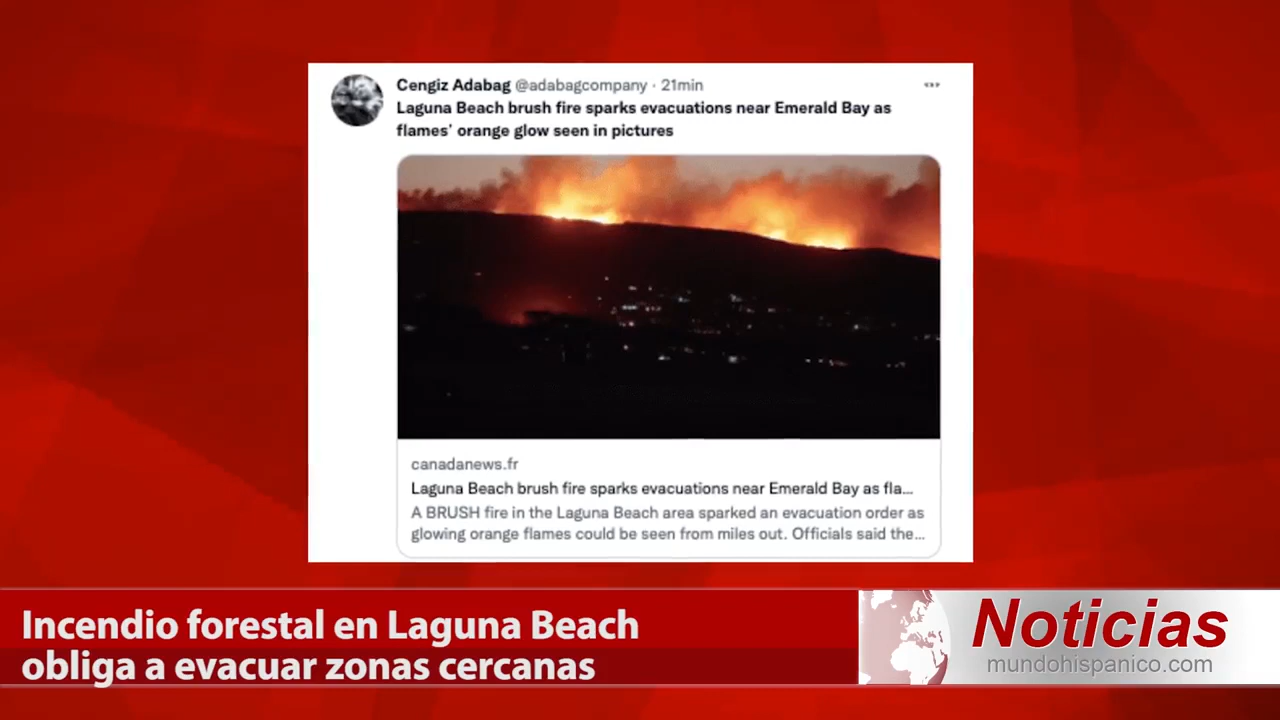 Cengiz Adabag @adabagcompany · 21min
Laguna Beach brush fire sparks evacuations near Emerald Bay as
flames’ orange glow seen in pictures
canadanews.fr
Laguna Beach brush fire sparks evacuations near Emerald Bay as fla...
A BRUSH fire in the Laguna Beach area sparked an evacuation order as
glowing orange flames could be seen from miles out. Officials said the...
Incendio forestal en Laguna Beach
obliga a evacuar zonas cercanas
Noticias
mundohispanico.com